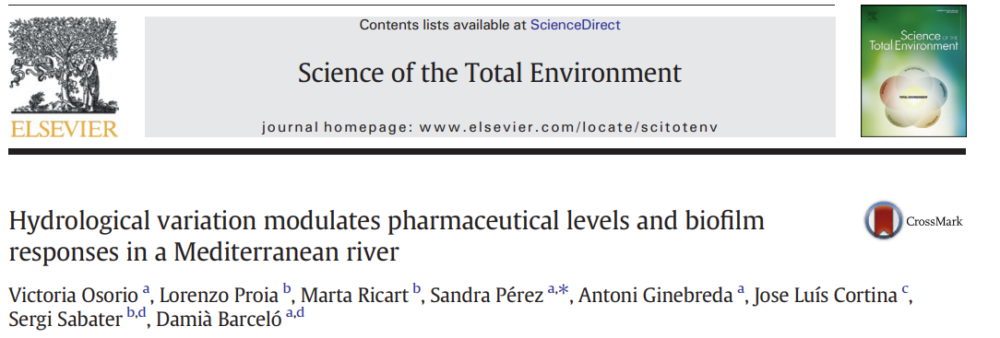 Contents lists available at ScienceDirect
Science of the Total Environment
journal homepage: www.elsevier.com/locate/scitotenv
ELSEVIER
Science OF THE
Total Environment
TOTAL ENVIRONMENT
Hydrological variation modulates pharmaceutical levels and biofilm
responses in a Mediterranean river
CrossMark
Victoria Osorio a, Lorenzo Proia b, Marta Ricart b, Sandra Pérez a,*, Antoni Ginebreda a, Jose Luís Cortina c,
Sergi Sabater b,d, Damià Barceló a,d